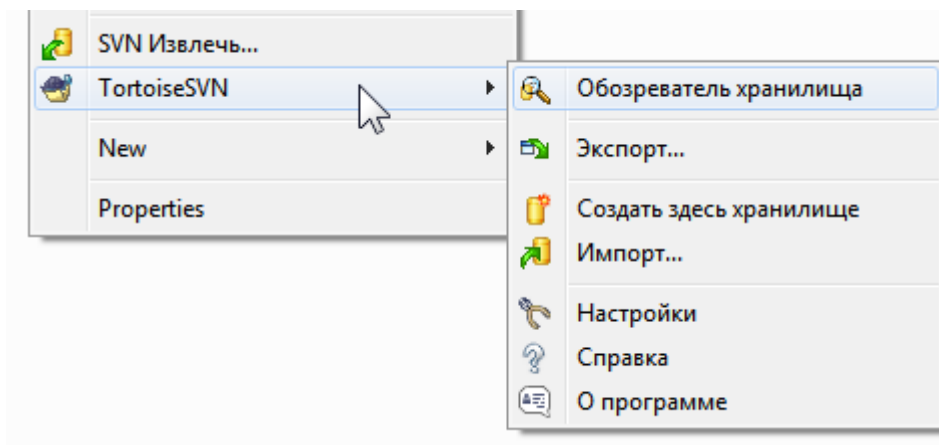 SVN Извлечь...
TortoiseSVN
New
Properties
Обозреватель хранилища
Экспорт...
Создать здесь хранилище
Импорт...
Настройки
Справка
О программе